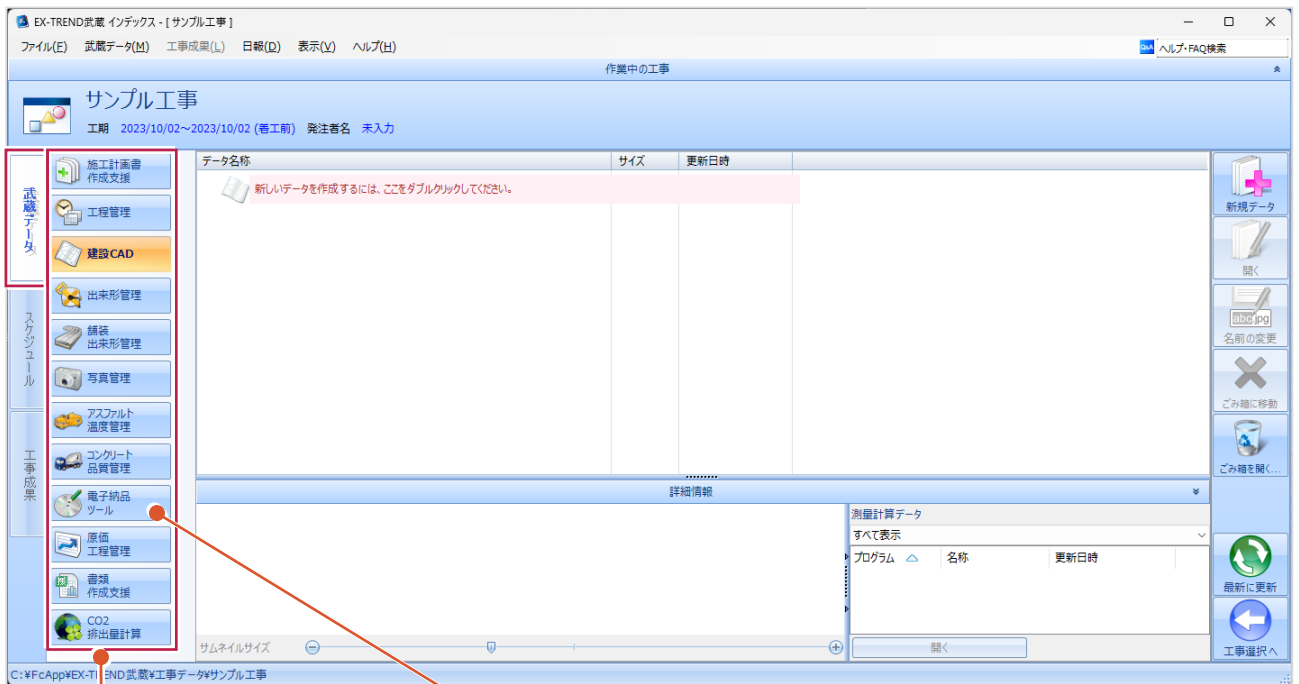 EX-TREND武蔵 インデックス - [ サンプル工事 ]
ファイル(F) 武蔵データ(M) 工事成果(L) 日報(D) 表示(V) ヘルプ(H)
Q&A ヘルプ・FAQ検索
作業中の工事
サンプル工事
工期 2023/10/02～2023/10/02 (着工前) 発注者名 未入力
武蔵データ
スケジュール
工事成果
施工計画書
作成支援
工程管理
建設CAD
出来形管理
舗装
出来形管理
写真管理
アスファルト
温度管理
コンクリート
品質管理
電子納品
ツール
原価
工程管理
書類
作成支援
CO2
排出量計算
データ名称 サイズ 更新日時
新しいデータを作成するには、ここをダブルクリックしてください。
詳細情報
サムネイルサイズ
測量計算データ
すべて表示
プログラム 名称 更新日時
開く
新規データ
開く
abc.jpg
名前の変更
ごみ箱に移動
ごみ箱を開く...
最新に更新
工事選択へ
C:¥FcApp¥EX-TREND武蔵¥工事データ¥サンプル工事